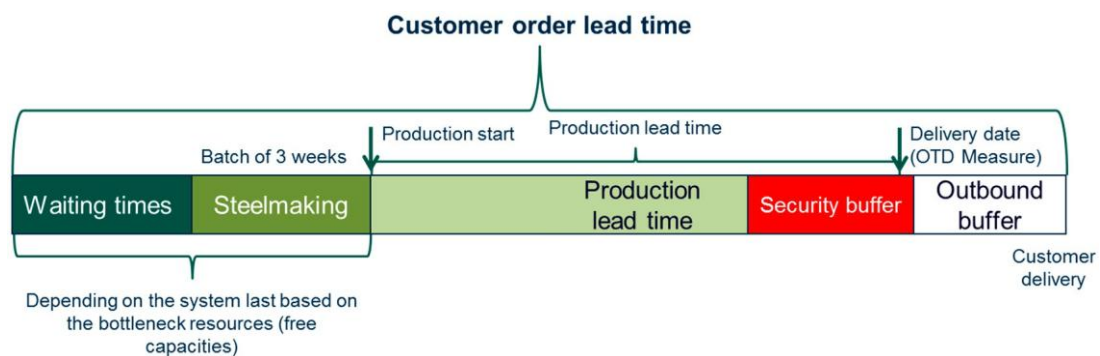 Customer order lead time
Production start
Production lead time
Delivery date
(OTD Measure)
Batch of 3 weeks
Waiting times
Steelmaking
Production
lead time
Security buffer
Outbound
buffer
Customer
delivery
Depending on the system last based on
the bottleneck resources (free
capacities)